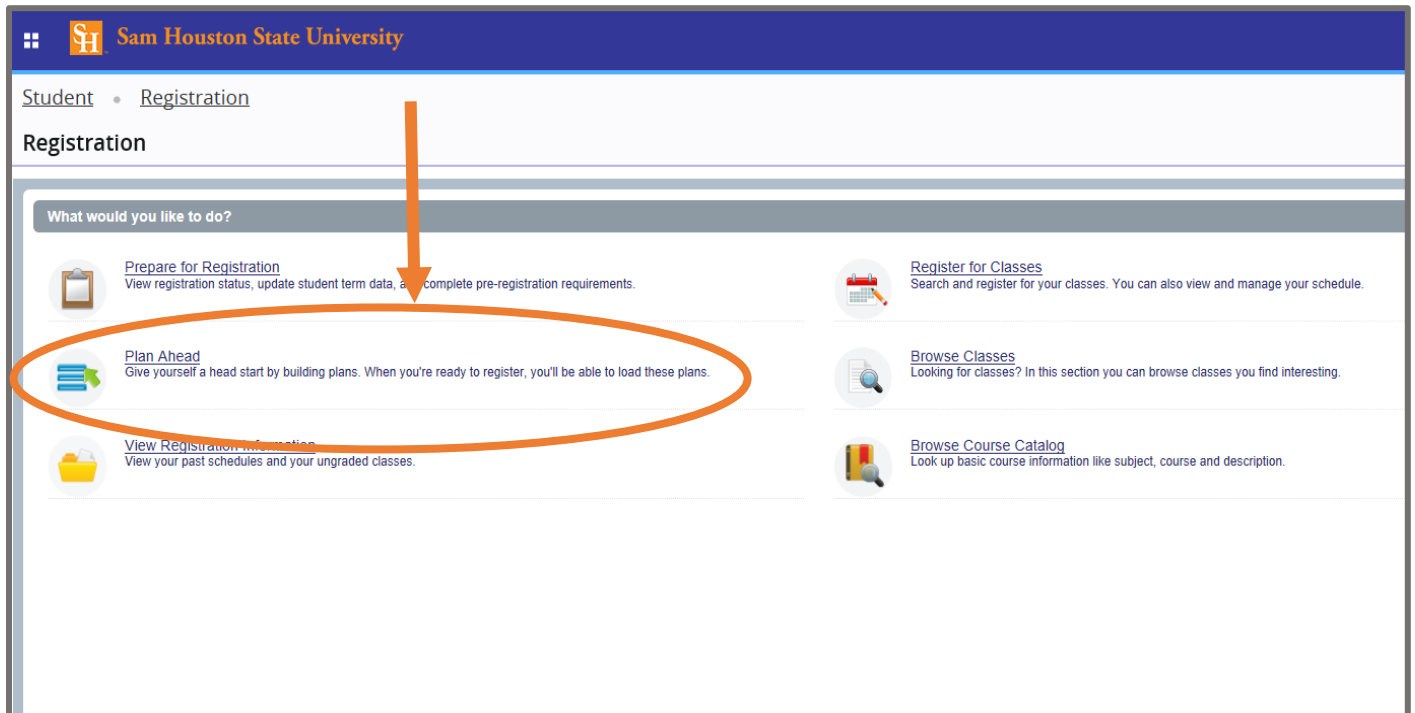 SH Sam Houston State University
Student • Registration
Registration
What would you like to do?
Prepare for Registration
View registration status, update student term data, a complete pre-registration requirements.
Plan Ahead
Give yourself a head start by building plans. When you're ready to register, you'll be able to load these plans.
View Registration Information
View your past schedules and your ungraded classes.
Register for Classes
Search and register for your classes. You can also view and manage your schedule.
Browse Classes
Looking for classes? In this section you can browse classes you find interesting.
Browse Course Catalog
Look up basic course information like subject, course and description.